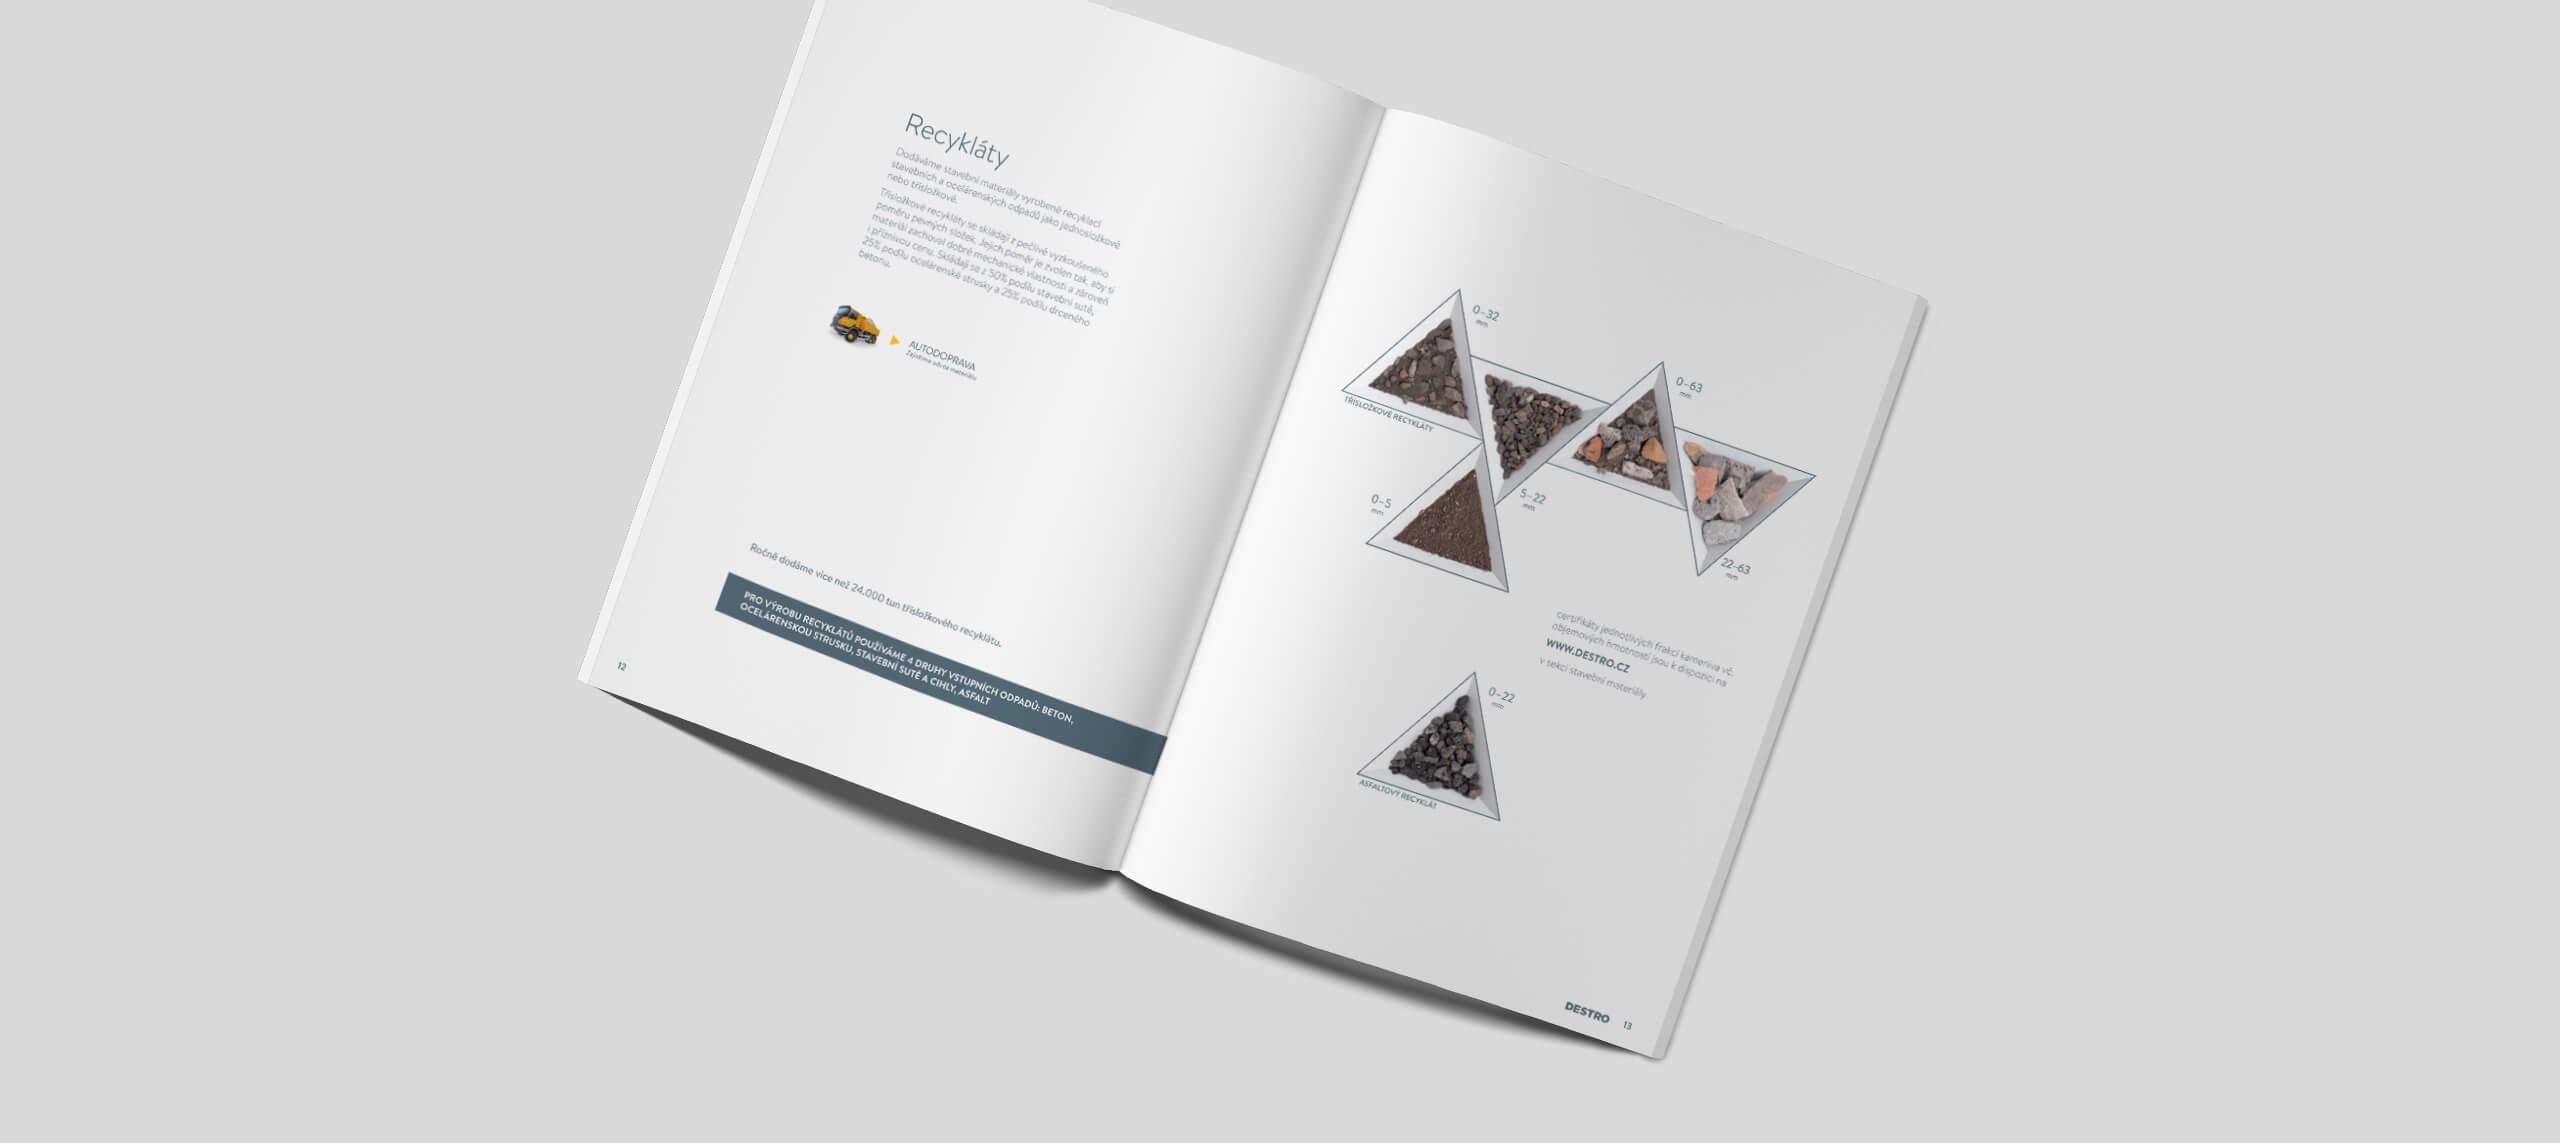 Recykláty
Dodáváme stavební materiály vyrobené recyklací
stavebních a ocelárenských odpadů jako jednosložkové
nebo třísložkové.
Třísložkové recykláty se skládají z pečlivě vyzkoušeného
poměru pevných složek. Jejich poměr je zvolen tak, aby si
materiál zachoval dobré mechanické vlastnosti a zároveň
i příznivou cenu. Skládají se z 50% podílu stavební sutě,
25% podílu ocelárenské strusky a 25% podílu drceného
betonu.
AUTODOPRAVA
Zajistíme odvoz materiálu
Ročně dodáme více než 24.000 tun třísložkového recyklátu.
PRO VÝROBU RECYKLÁTŮ POUŽÍVÁME 4 DRUHY VSTUPNÍCH ODPADŮ: BETON,
OCELÁRENSKOU STRUSKU, STAVEBNÍ SUTĚ A CIHLY, ASFALT
12
0–32
mm
TŘÍSLOŽKOVÉ RECYKLÁTY
0–63
mm
0–5
mm
5–22
mm
22–63
mm
certifikáty jednotlivých frakcí kameniva vč.
objemových hmotností jsou k dispozici na
WWW.DESTRO.CZ
v sekci stavební materiály
0–22
mm
ASFALTOVÝ RECYKLÁT
DESTRO
13